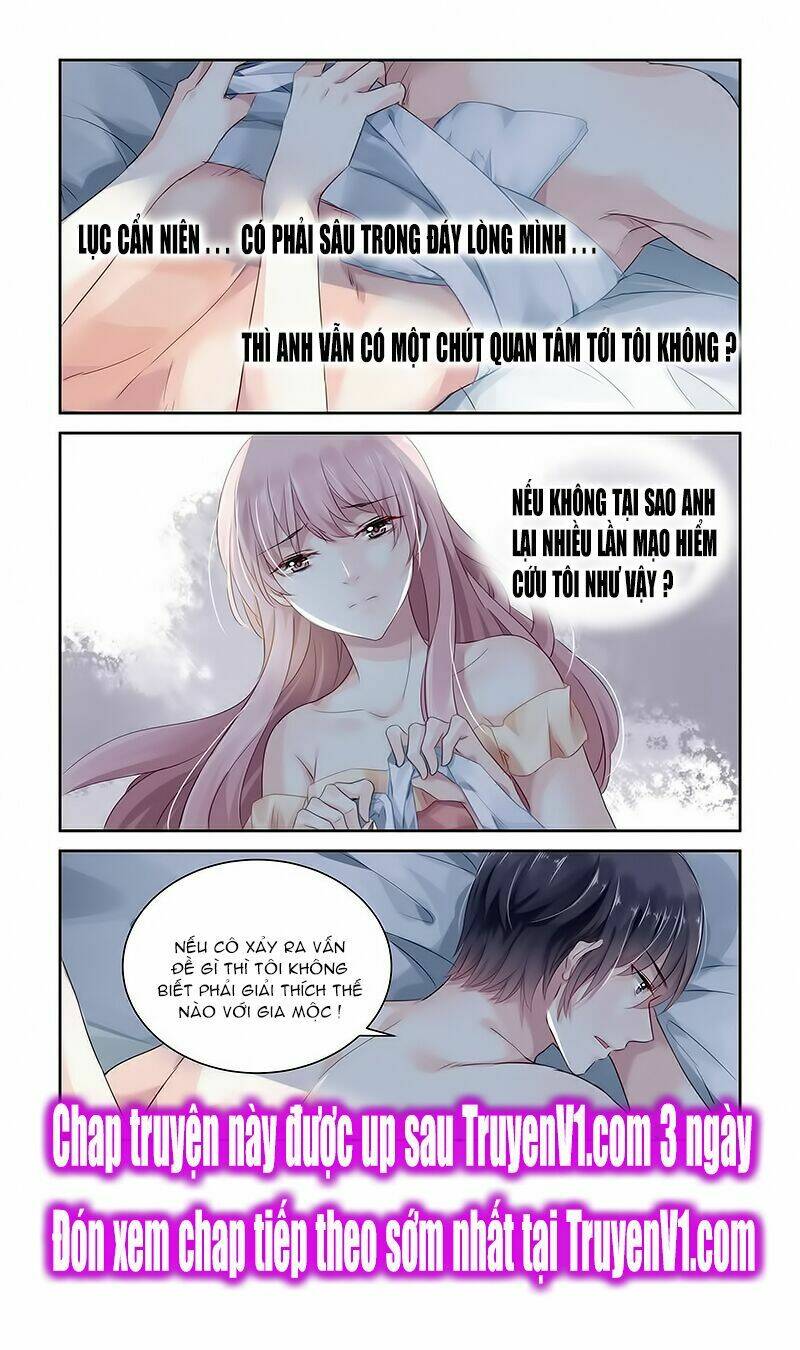 LỤC CẨN NIÊN . . . CÓ PHẢI SÂU TRONG ĐÁY LÒNG MÌNH . . .
THÌ ANH VẪN CÓ MỘT CHÚT QUAN TÂM TỚI TÔI KHÔNG ?
NẾU KHÔNG TẠI SAO ANH
LẠI NHIỀU LẦN MẠO HIỂM
CỨU TÔI NHƯ VẬY ?
NẾU CÔ XẢY RA VẤN
ĐỀ GÌ THÌ TÔI KHÔNG
BIẾT PHẢI GIẢI THÍCH THẾ
NÀO VỚI GIA MỘC !
Chap truyện này được up sau TruyenV1.com 3 ngày
Đón xem chap tiếp theo sớm nhất tại TruyenV1.com